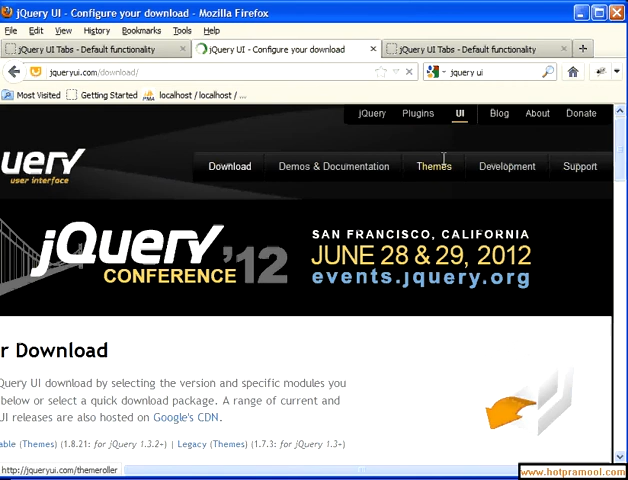 jQuery UI - Configure your download - Mozilla Firefox
File Edit View History Bookmarks Tools Help
jQuery UI Tabs - Default functionality
jQuery UI - Configure your download
jQuery UI Tabs - Default functionality
jqueryui.com/download/
jquery ui
Most Visited Getting Started localhost / localhost / ...
jQuery Plugins UI Blog About Donate
uery
user interface
Download Demos & Documentation Themes Development Support
jQuery '12
CONFERENCE
SAN FRANCISCO, CALIFORNIA
JUNE 28 & 29, 2012
events.jquery.org
r Download
Query UI download by selecting the version and specific modules you
below or select a quick download package. A range of current and
UI releases are also hosted on Google's CDN.
able (Themes) (1.8.21: for jQuery 1.3.2+) | Legacy (Themes) (1.7.3: for jQuery 1.3+)
http://jqueryui.com/themeroller
www.hotpramool.com